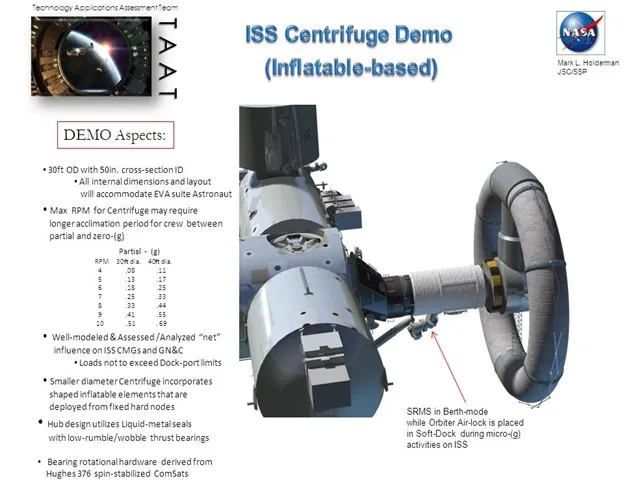 Technology Applications Assessment Team
TAAT
ISS Centrifuge Demo
(Inflatable-based)
NASA
Mark L. Holderman
JSC/SSP
DEMO Aspects:
• 30ft OD with 50in. cross-section ID
• All internal dimensions and layout
will accommodate EVA suite Astronaut
• Max RPM for Centrifuge may require
longer acclimation period for crew between
partial and zero-(g)
Partial - (g)
RPM 30ft dia. 40ft dia.
4 .08 .11
5 .13 .17
6 .18 .25
7 .25 .33
8 .33 .44
9 .41 .55
10 .51 .69
• Well-modeled & Assessed /Analyzed “net”
influence on ISS CMGs and GN&C
• Loads not to exceed Dock-port limits
• Smaller diameter Centrifuge incorporates
shaped inflatable elements that are
deployed from fixed hard nodes
• Hub design utilizes Liquid-metal seals
with low-rumble/wobble thrust bearings
• Bearing rotational hardware derived from
Hughes 376 spin-stabilized ComSats
SRMS in Berth-mode
while Orbiter Air-lock is placed
in Soft-Dock during micro-(g)
activities on ISS